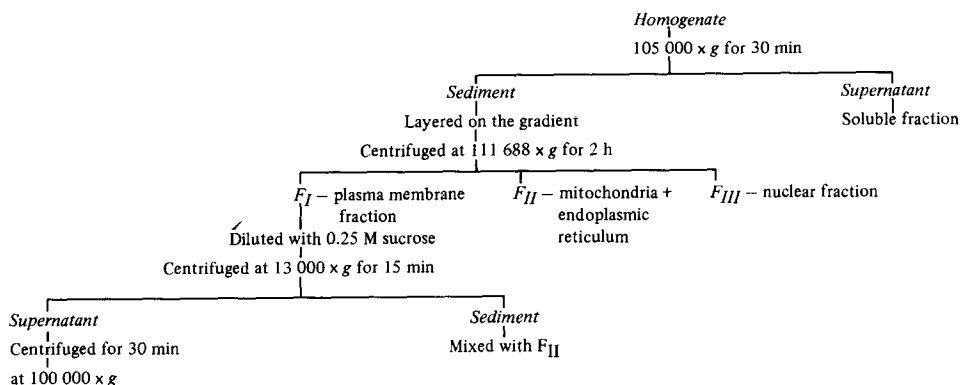 Homogenate
105 000 x g for 30 min
Sediment
Supernatant
Layered on the gradient
Soluble fraction
Centrifuged at 111 688 x g for 2 h
F_I – plasma membrane
fraction
F_II – mitochondria +
endoplasmic
reticulum
F_III – nuclear fraction
Diluted with 0.25 M sucrose
Centrifuged at 13 000 x g for 15 min
Supernatant
Sediment
Centrifuged for 30 min
Mixed with F_II
at 100 000 x g